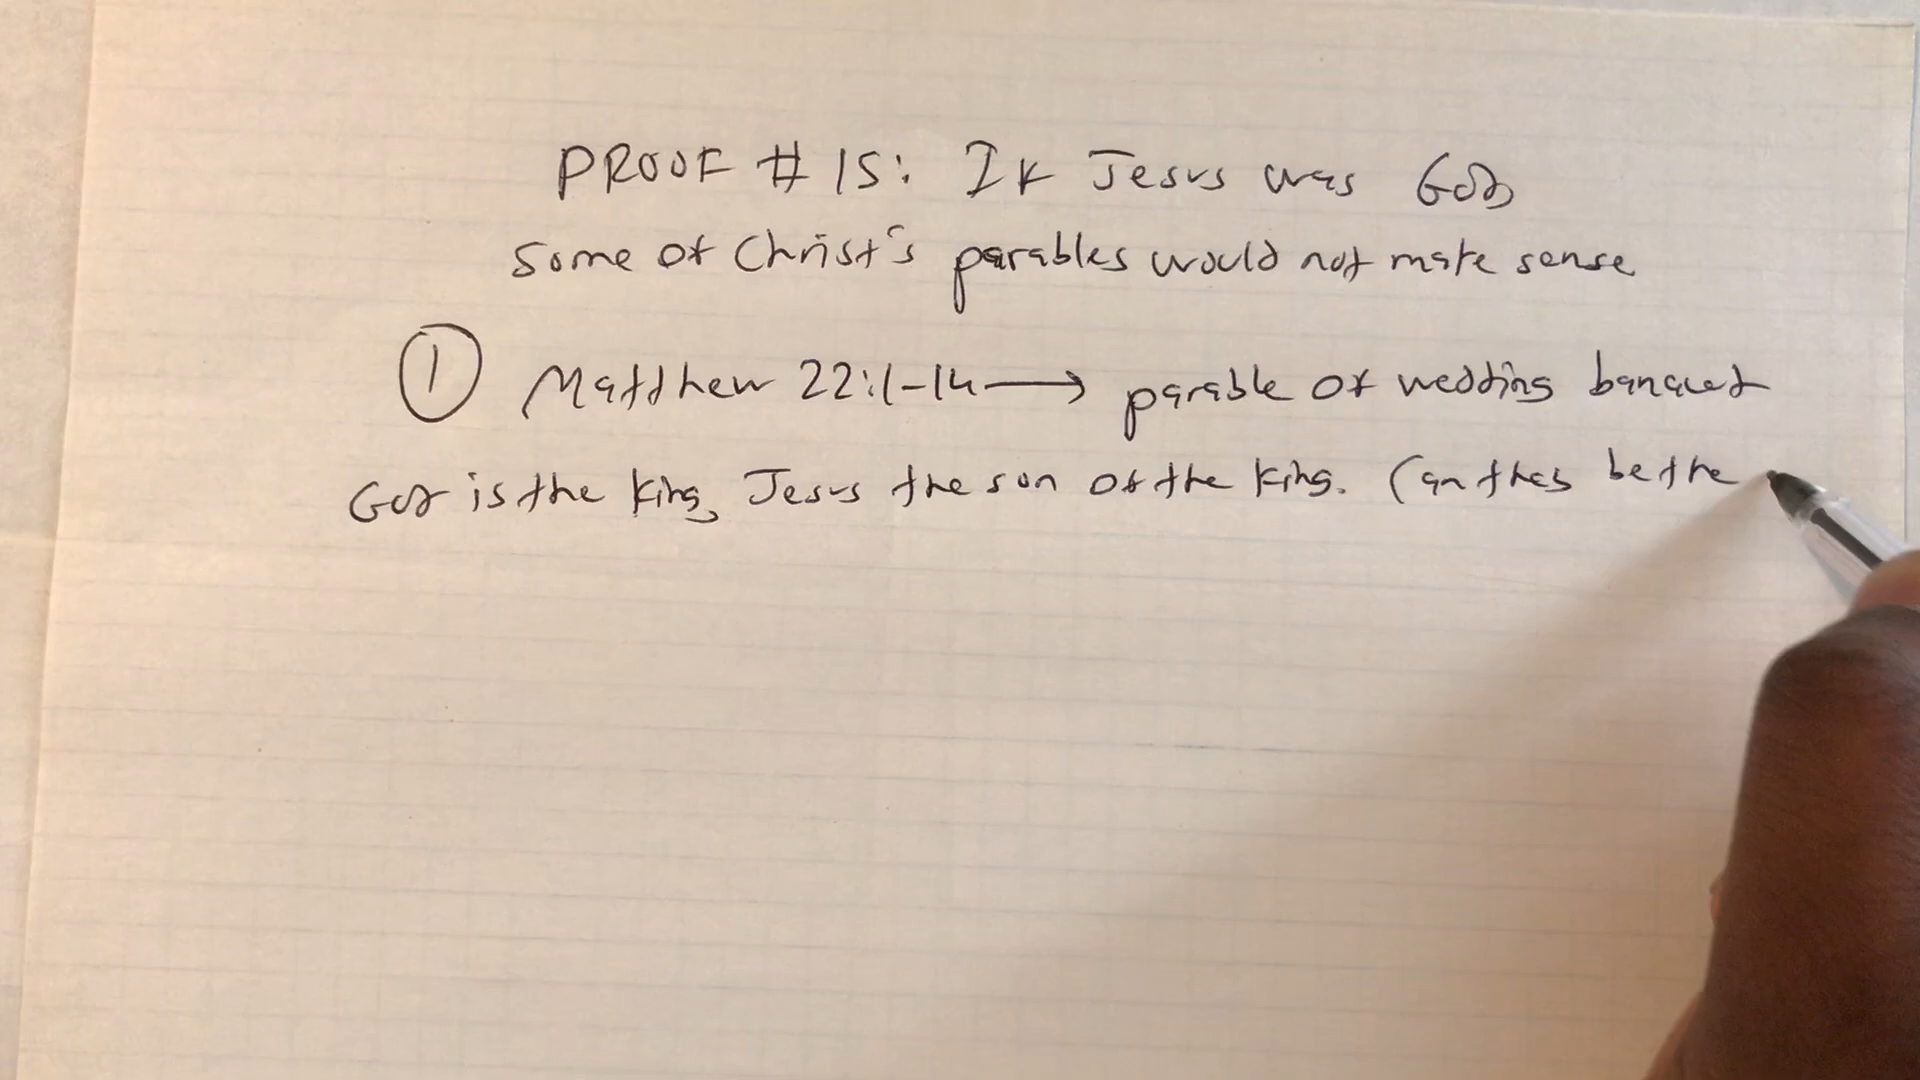 PROOF # 15: If Jesus was God
some of Christ's parables would not make sense
① Matthew 22:1-14 → parable of wedding banquet
God is the king, Jesus the son of the king. Can they be the